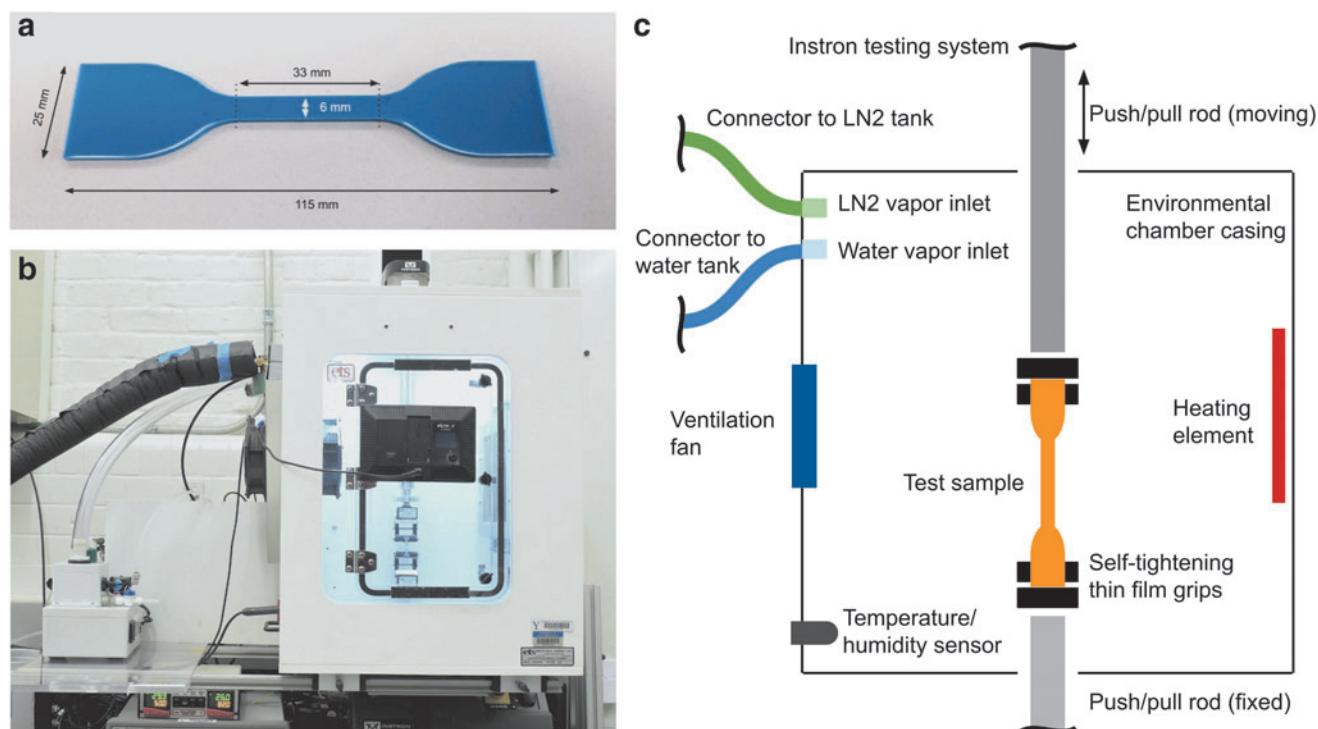 a
33 mm
6 mm
25 mm
115 mm
b
ets
Y
ets
INSTRON
c
Instron testing system
Push/pull rod (moving)
Connector to LN2 tank
LN2 vapor inlet
Environmental
chamber casing
Connector to
water tank
Water vapor inlet
Ventilation
fan
Heating
element
Test sample
Self-tightening
thin film grips
Temperature/
humidity sensor
Push/pull rod (fixed)